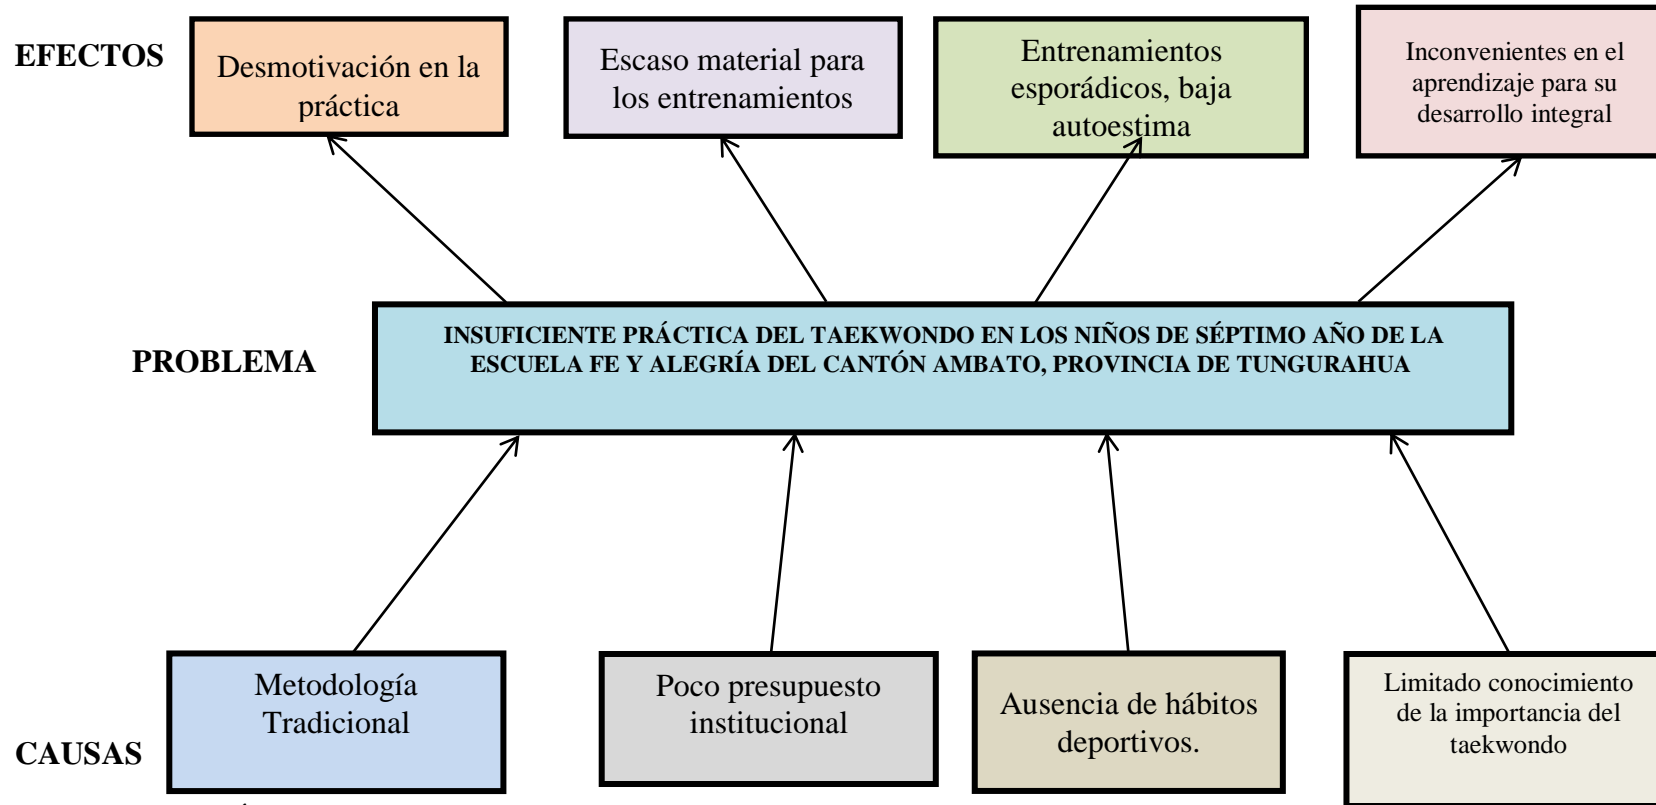 EFECTOS
Desmotivación en la
práctica
Escaso material para
los entrenamientos
Entrenamientos
esporádicos, baja
autoestima
Inconvenientes en el
aprendizaje para su
desarrollo integral
PROBLEMA
INSUFICIENTE PRÁCTICA DEL TAEKWONDO EN LOS NIÑOS DE SÉPTIMO AÑO DE LA
ESCUELA FE Y ALEGRÍA DEL CANTÓN AMBATO, PROVINCIA DE TUNGURAHUA
CAUSAS
Metodología
Tradicional
Poco presupuesto
institucional
Ausencia de hábitos
deportivos.
Limitado conocimiento
de la importancia del
taekwondo